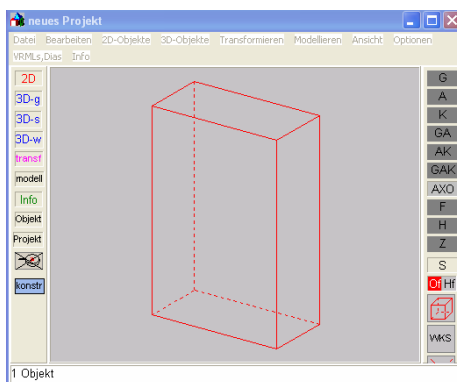 neues Projekt
Datei Bearbeiten 2D-Objekte 3D-Objekte Transformieren Modellieren Ansicht Optionen
VRMLs,Dias Info
2D
3D-g
3D-s
3D-w
transf
modell
Info
Objekt
Projekt
konstr
G
A
K
GA
AK
GAK
AXO
F
H
Z
S
Of Hf
WKS
1 Objekt